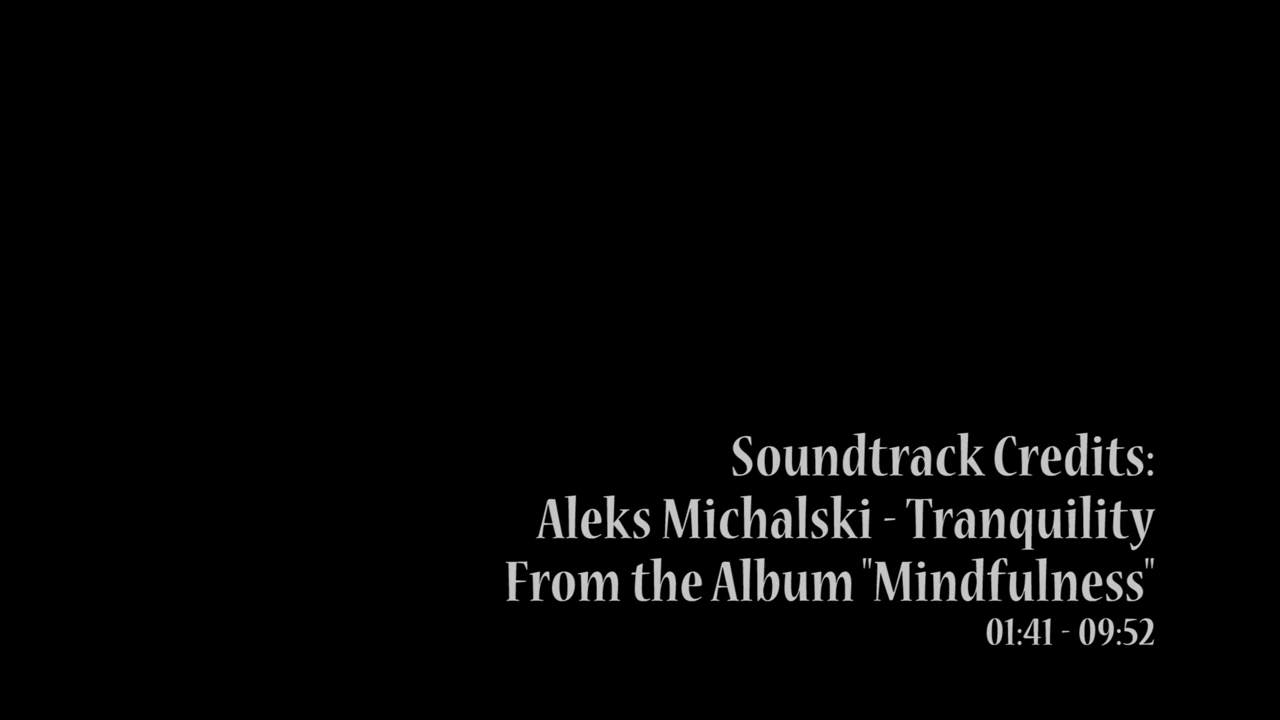 Soundtrack Credits:
Aleks Michalski - Tranquility
From the Album "Mindfulness"
01:41 - 09:52